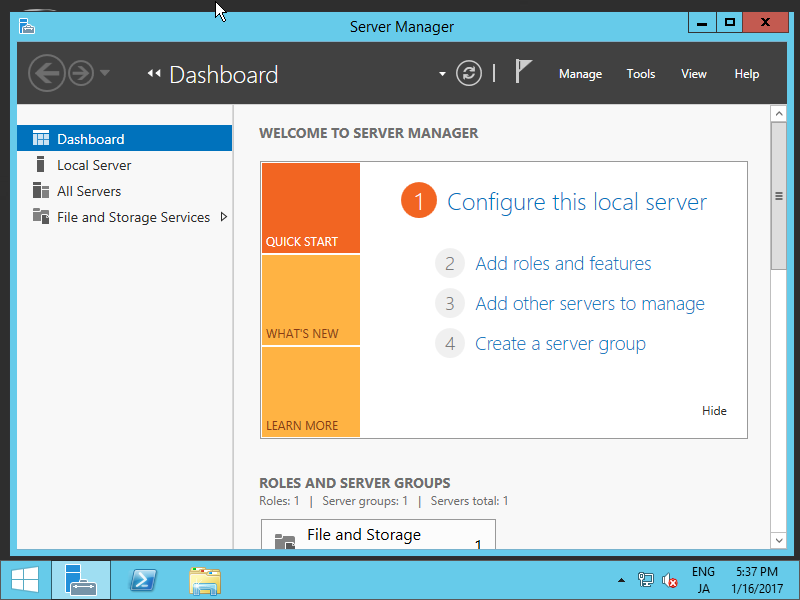 Server Manager
Dashboard
Manage Tools View Help
Dashboard
Local Server
All Servers
File and Storage Services
WELCOME TO SERVER MANAGER
QUICK START
WHAT'S NEW
LEARN MORE
1 Configure this local server
2 Add roles and features
3 Add other servers to manage
4 Create a server group
Hide
ROLES AND SERVER GROUPS
Roles: 1 | Server groups: 1 | Servers total: 1
File and Storage 1
ENG 5:37 PM
JA 1/16/2017